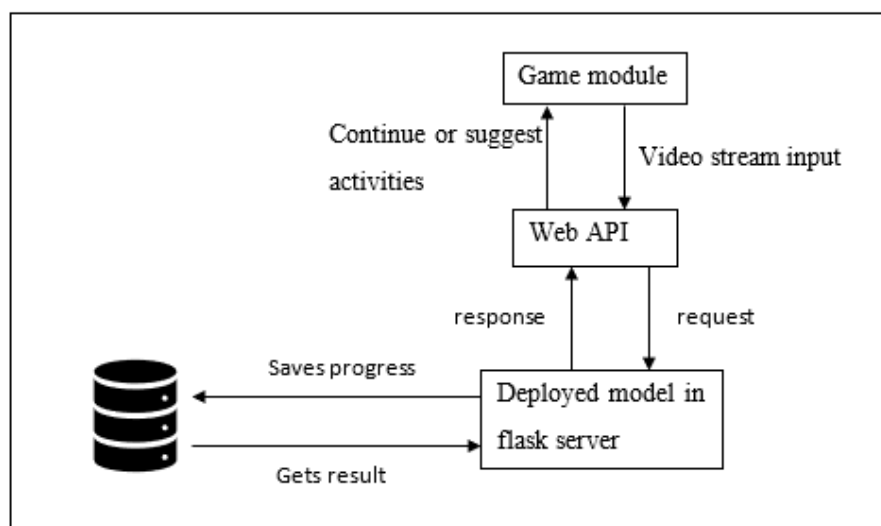 Game module
Continue or suggest
activities
Video stream input
Web API
response
request
Saves progress
Deployed model in
flask server
Gets result